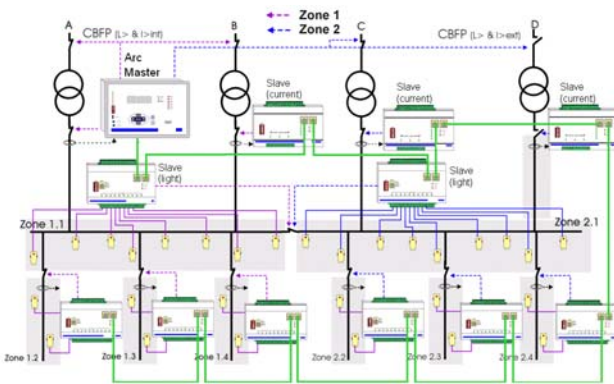 A
CBFP (L> & I>int)
B
Zone 1
Zone 2
C
CBFP (L> & I>ext)
D
Arc
Master
Slave
(current)
Slave
(current)
Slave
(current)
Slave
(light)
Slave
(light)
Zone 1.1
Zone 2.1
Zone 1.2
Zone 1.3
Zone 1.4
Zone 2.2
Zone 2.3
Zone 2.4